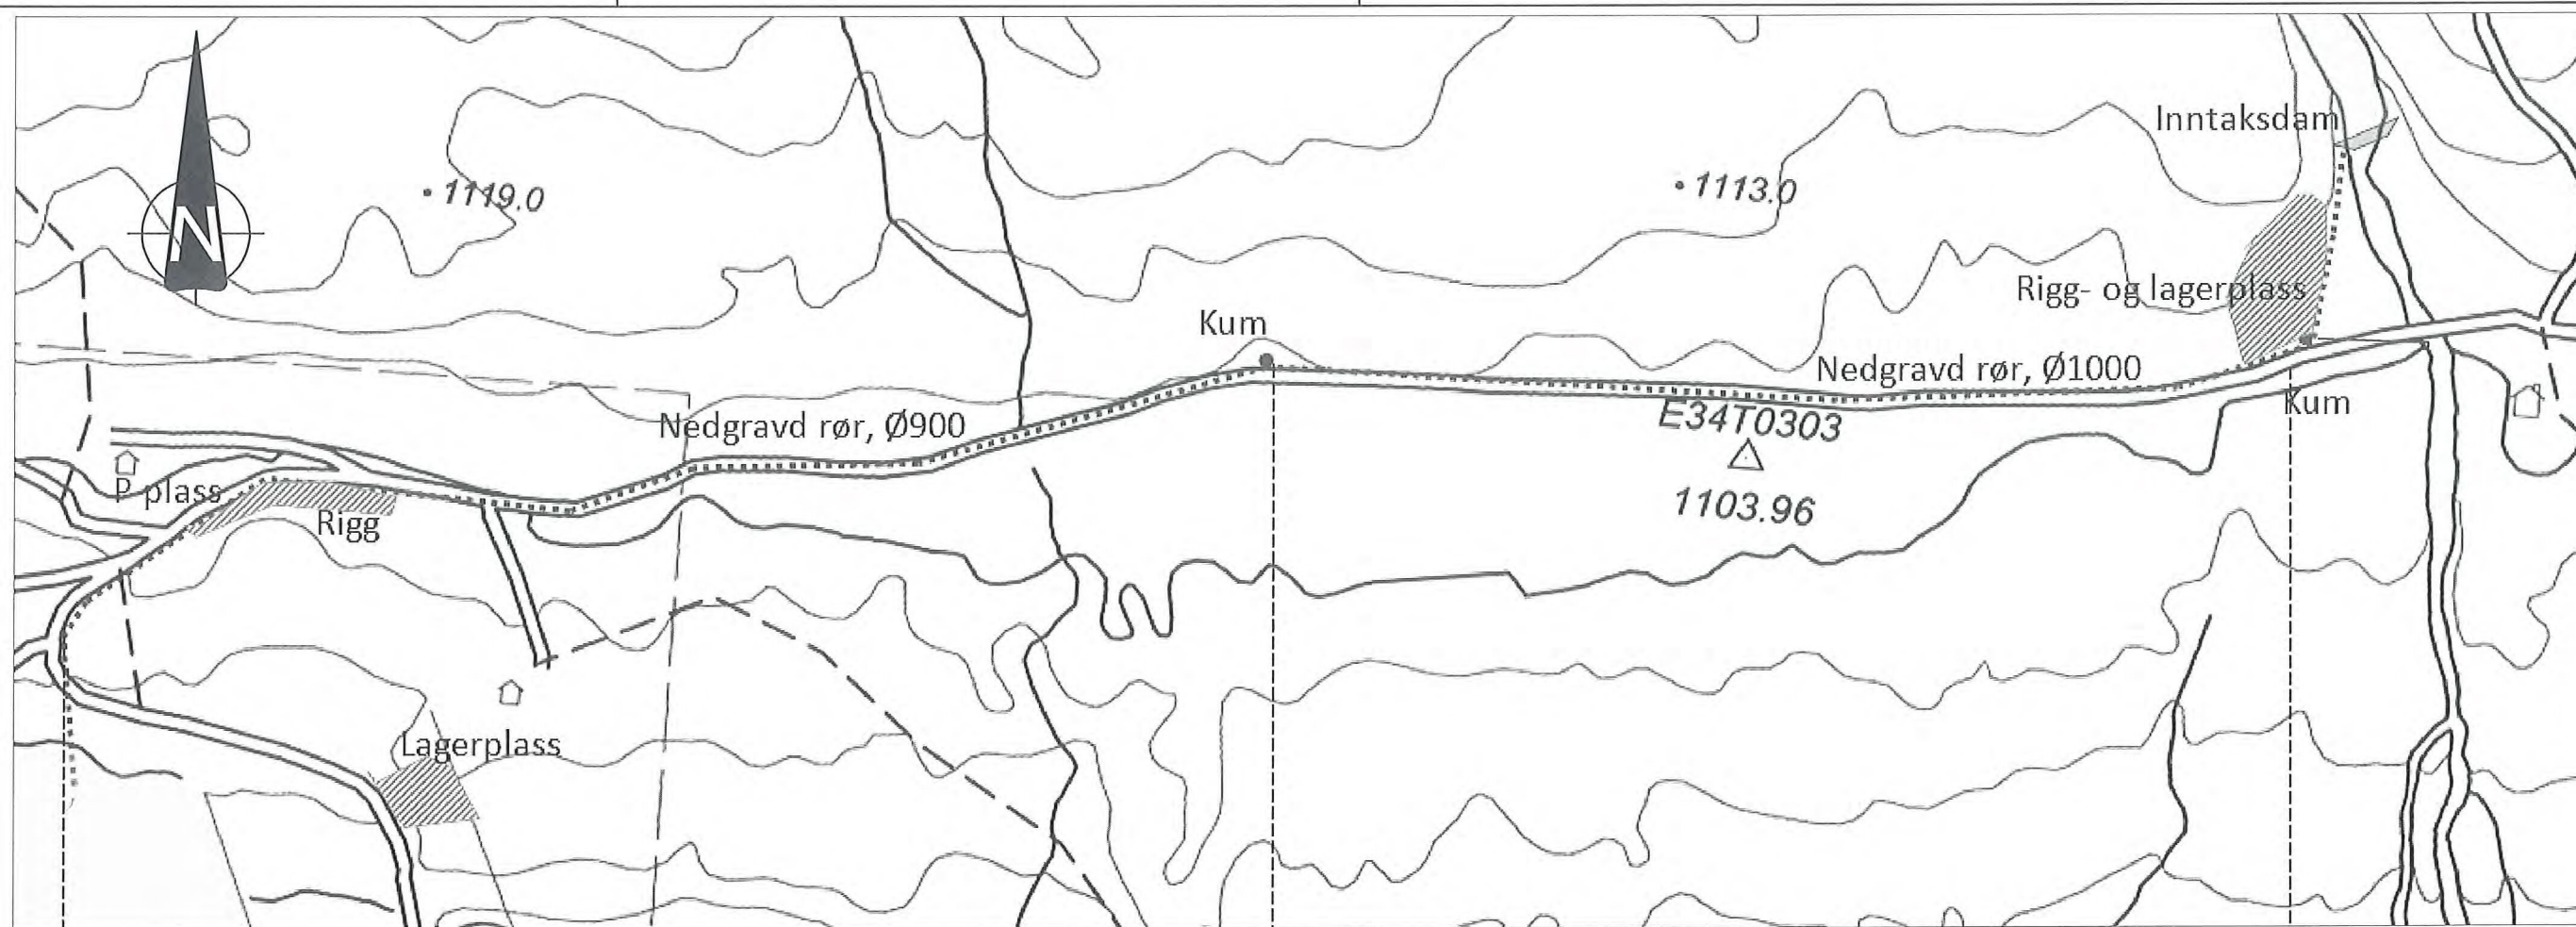 Inntaksdam
N
1119.0
1113.0
Rigg- og lagerplass
Kum
Nedgravd rør, Ø1000
Kum
Nedgravd rør, Ø900
E34T0303
1103.96
P plass
Rigg
Lagerplass